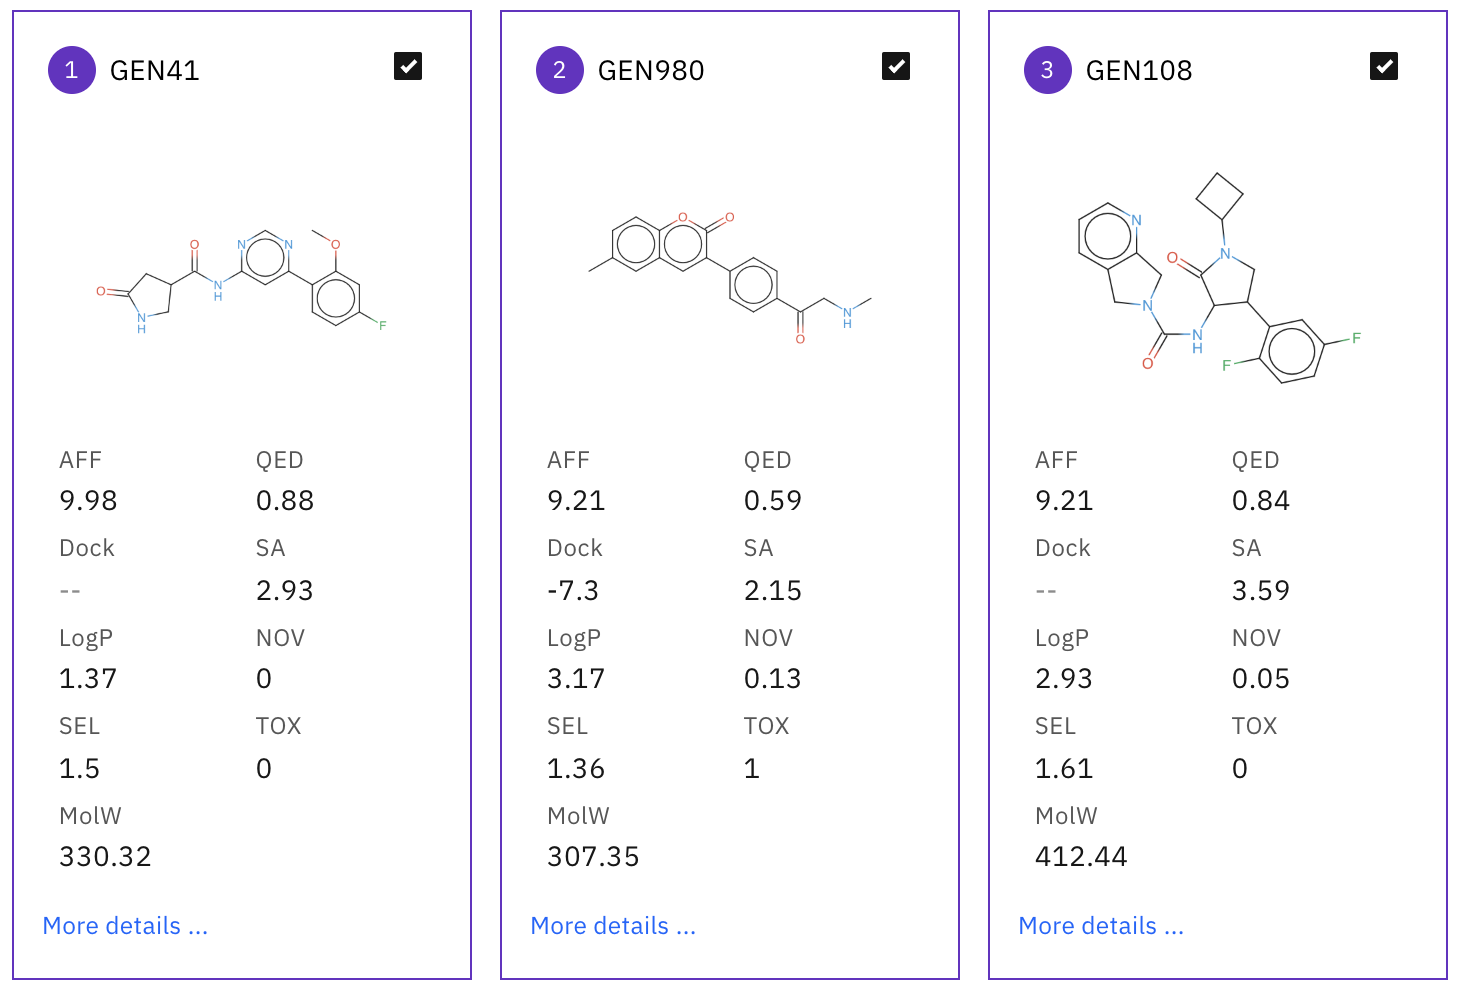 1 GEN41
O
N N O
O N
H
N
H
F
AFF QED
9.98 0.88
Dock SA
-- 2.93
LogP NOV
1.37 0
SEL TOX
1.5 0
MolW
330.32
More details ...
2 GEN980
O O
N
H
O
AFF QED
9.21 0.59
Dock SA
-7.3 2.15
LogP NOV
3.17 0.13
SEL TOX
1.36 1
MolW
307.35
More details ...
3 GEN108
N
O N
N
N
H
O F F
AFF QED
9.21 0.84
Dock SA
-- 3.59
LogP NOV
2.93 0.05
SEL TOX
1.61 0
MolW
412.44
More details ...